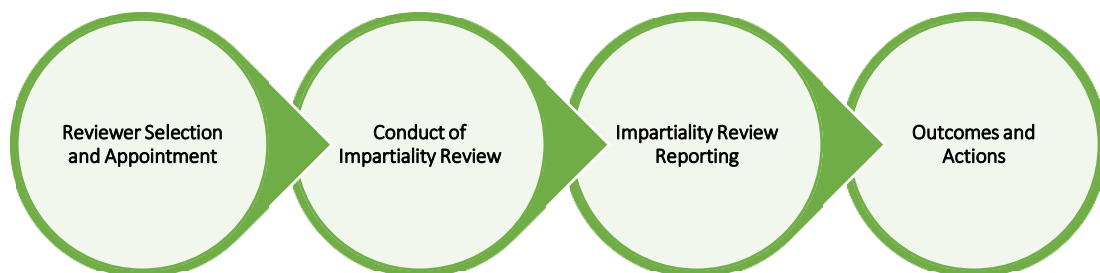 Reviewer Selection
and Appointment
Conduct of
Impartiality Review
Impartiality Review
Reporting
Outcomes and
Actions